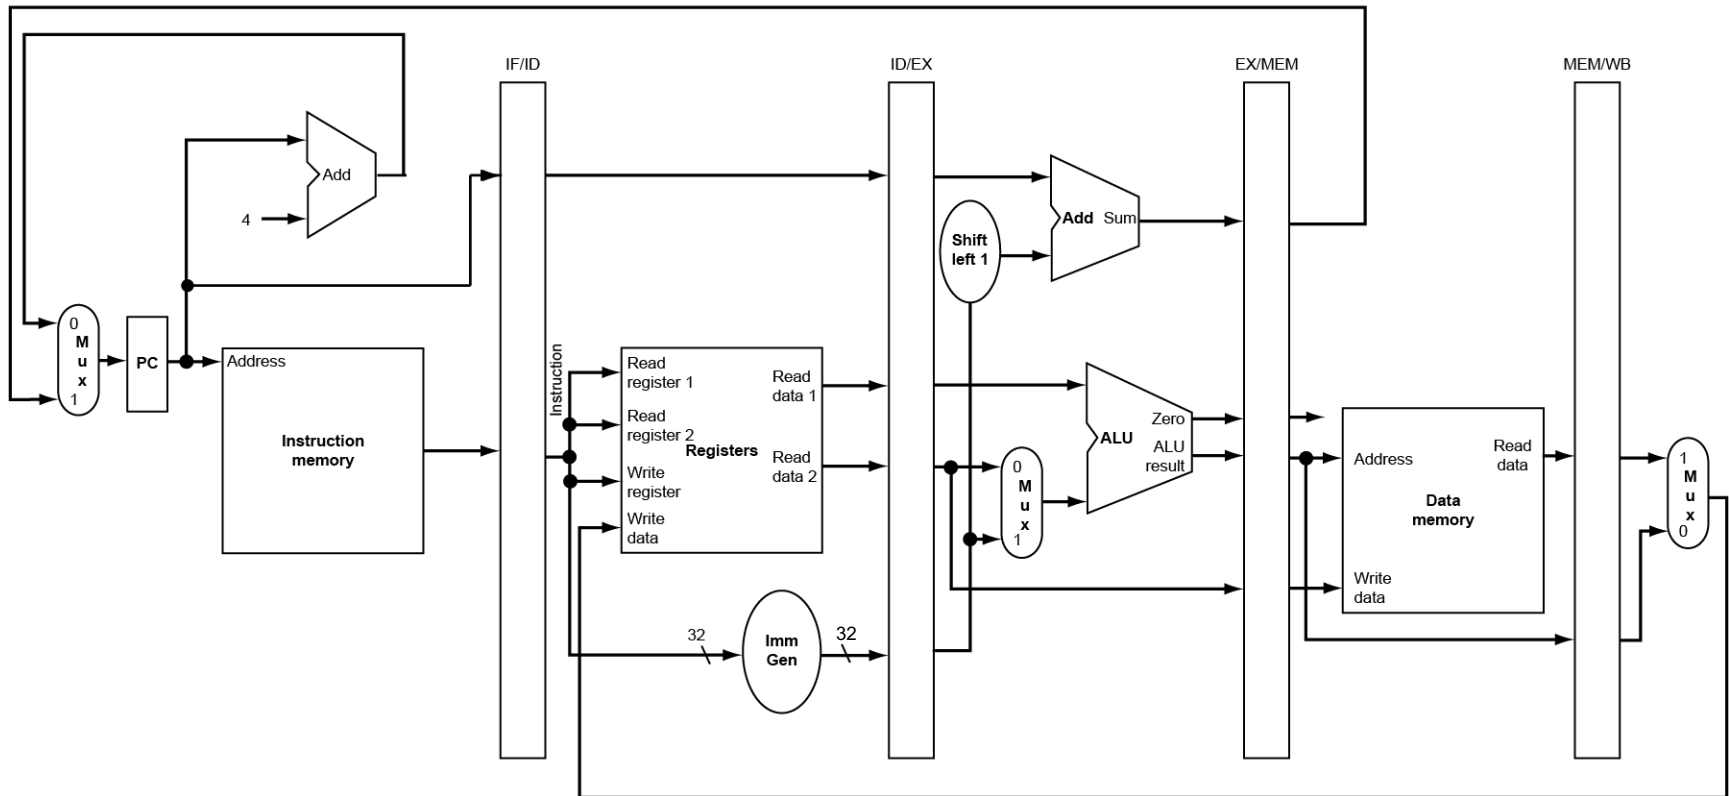 IF/ID
ID/EX
EX/MEM
MEM/WB
Add
4
Add Sum
Shift
left 1
0
M
u
x
1
PC
Address
Instruction
memory
Instruction
Read
register 1
Read
register 2
Write
register
Write
data
Registers
Read
data 1
Read
data 2
Zero
ALU
ALU
result
0
M
u
x
1
Address
Read
data
Data
memory
Write
data
1
M
u
x
0
32
Imm
Gen
32